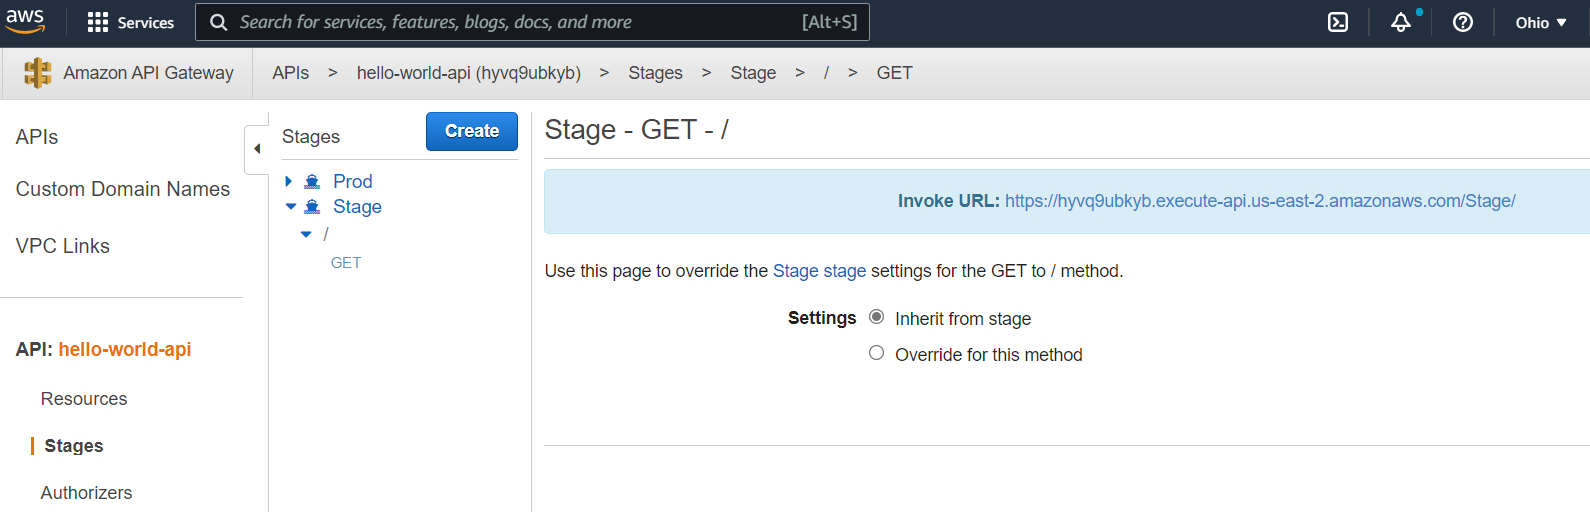 aws Services Search for services, features, blogs, docs, and more [Alt+S] Ohio
Amazon API Gateway APIs > hello-world-api (hyvq9ubkyb) > Stages > Stage > / > GET
APIs
Custom Domain Names
VPC Links
API: hello-world-api
Resources
Stages
Authorizers
Stages Create
Prod
Stage
/
GET
Stage - GET - /
Invoke URL: https://hyvq9ubkyb.execute-api.us-east-2.amazonaws.com/Stage/
Use this page to override the Stage stage settings for the GET to / method.
Settings Inherit from stage
Override for this method